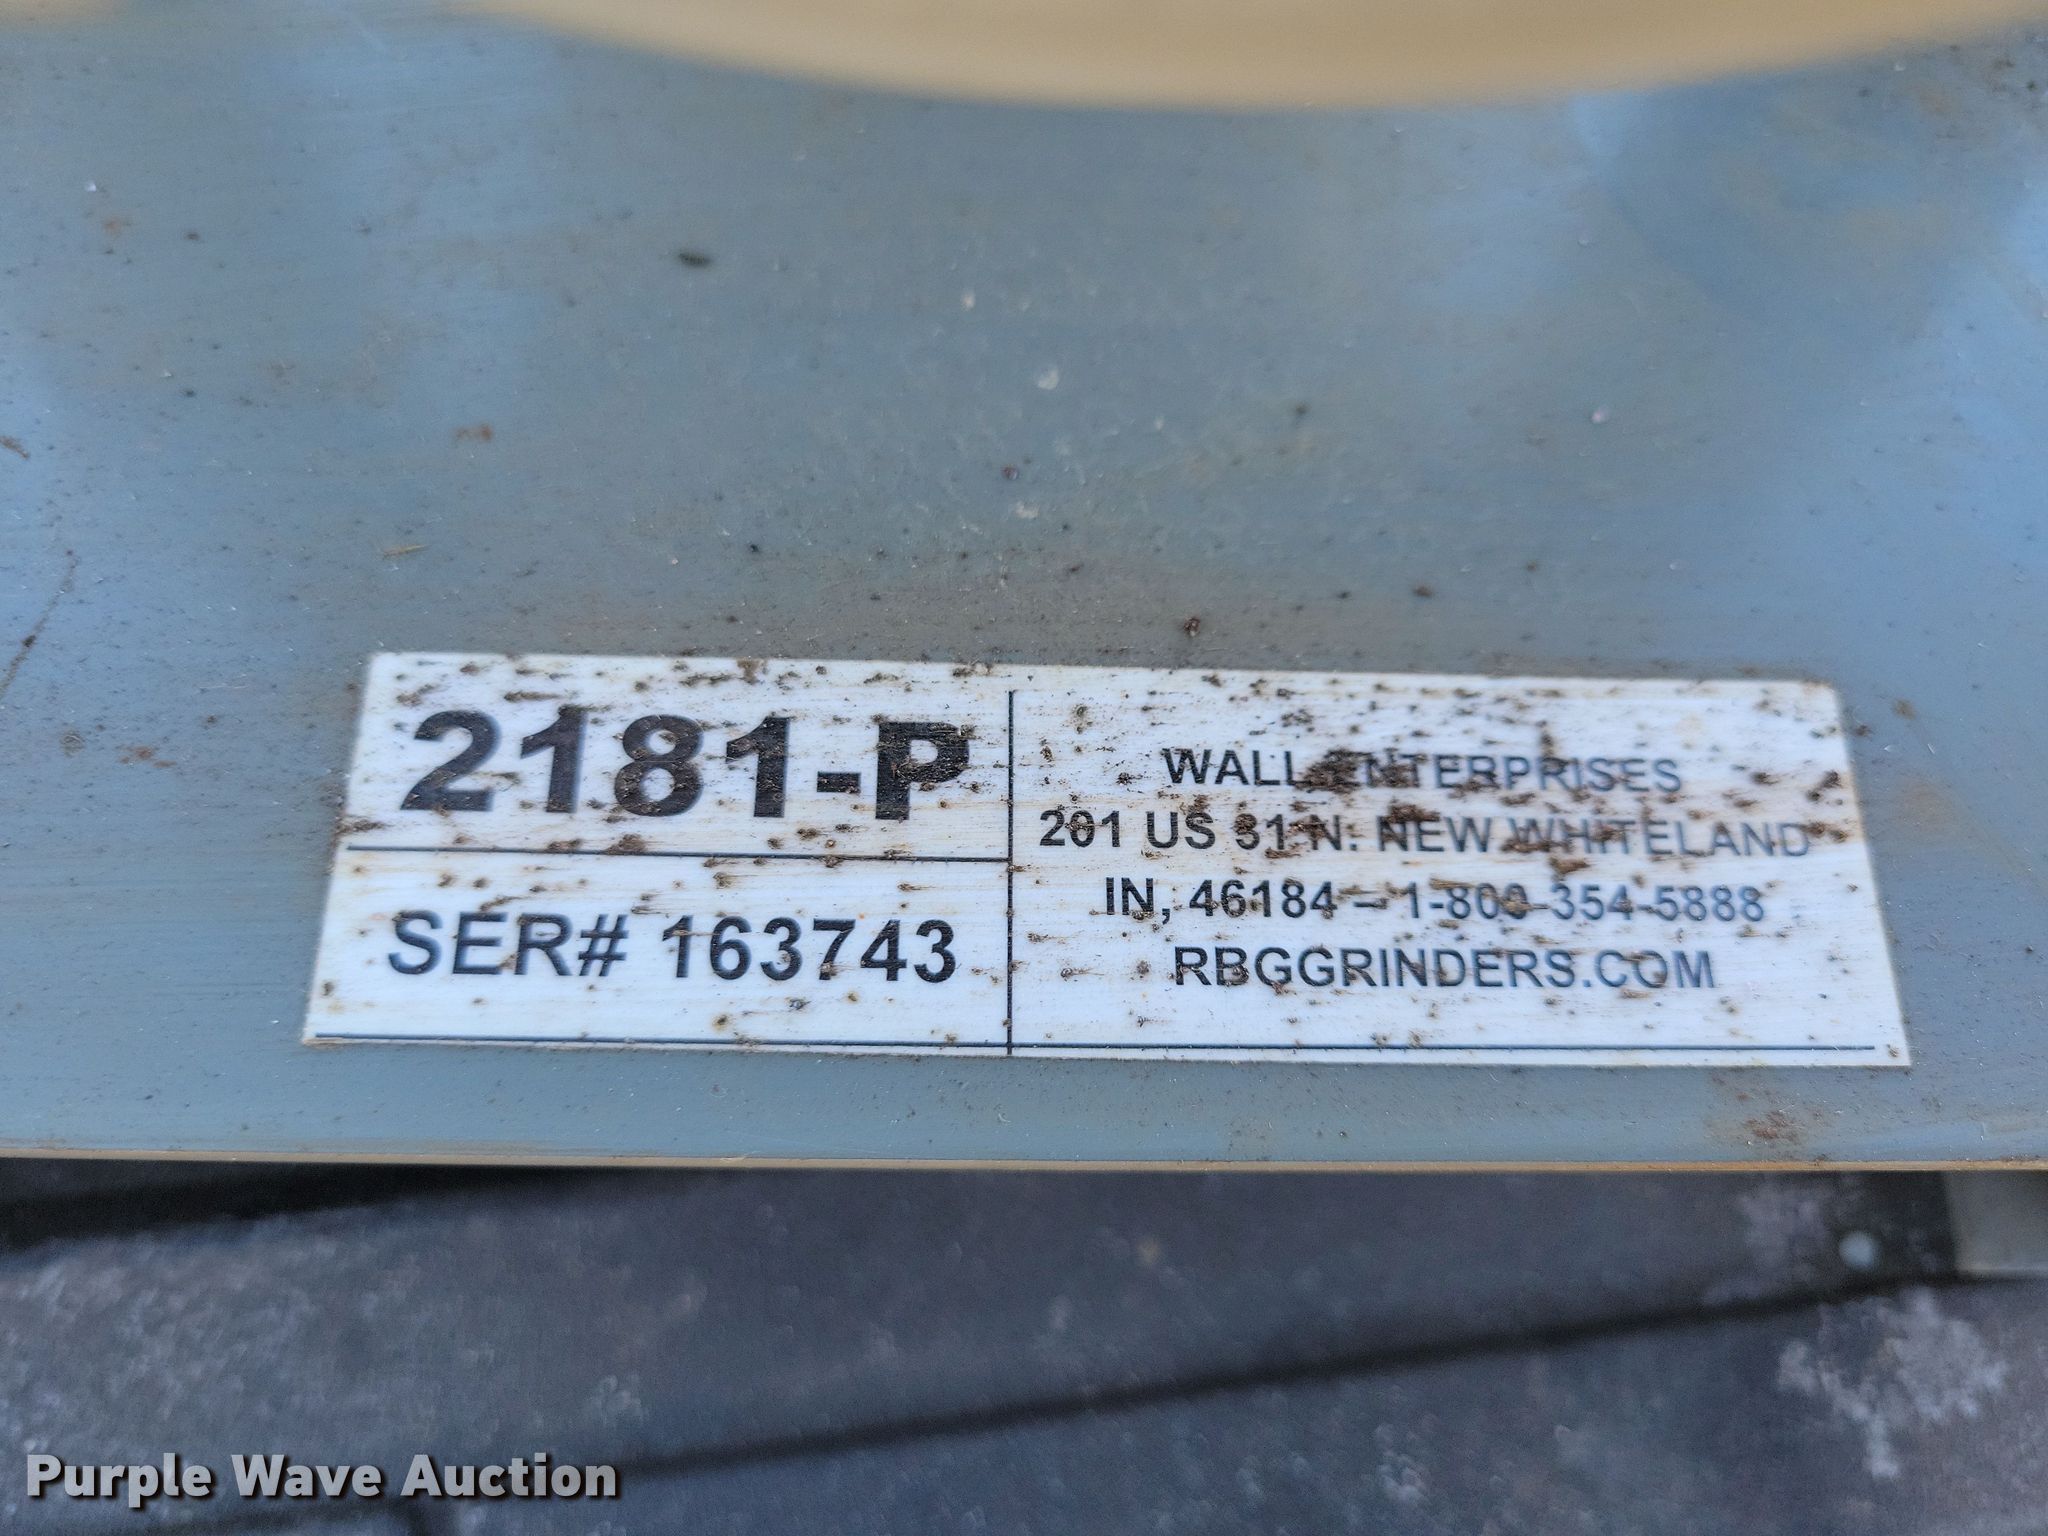 2181-P
SER# 163743
WALL ENTERPRISES
201 US 31 N. NEW WHITELAND
IN, 46184 – 1-800-354-5888
RBGGRINDERS.COM
Purple Wave Auction